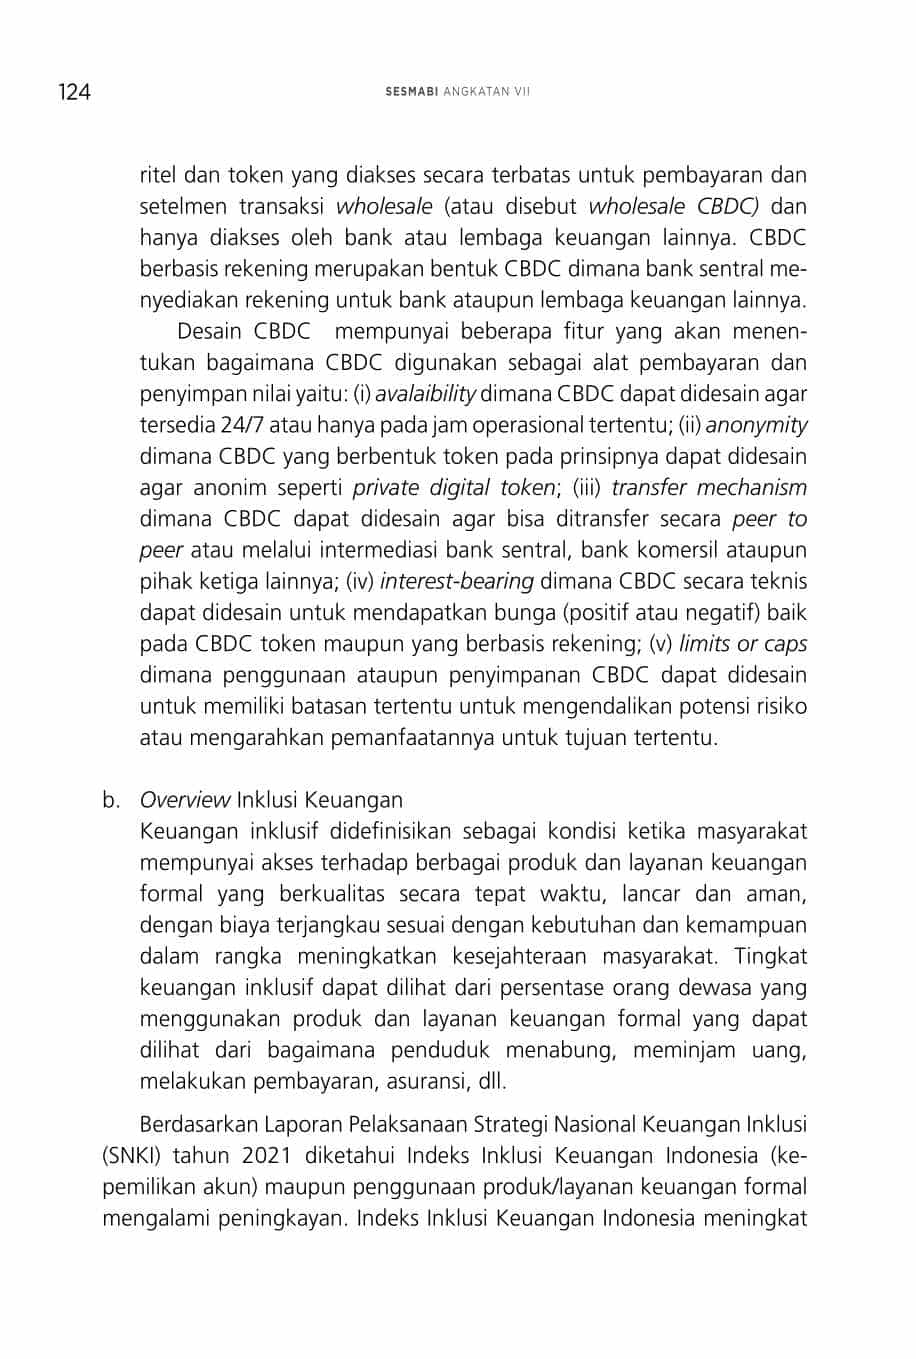 124
SESMABI ANGKATAN VII
ritel dan token yang diakses secara terbatas untuk pembayaran dan
setelmen transaksi wholesale (atau disebut wholesale CBDC) dan
hanya diakses oleh bank atau lembaga keuangan lainnya. CBDC
berbasis rekening merupakan bentuk CBDC dimana bank sentral me-
nyediakan rekening untuk bank ataupun lembaga keuangan lainnya.
Desain CBDC mempunyai beberapa fitur yang akan menen-
tukan bagaimana CBDC digunakan sebagai alat pembayaran dan
penyimpan nilai yaitu: (i) avalaibility dimana CBDC dapat didesain agar
tersedia 24/7 atau hanya pada jam operasional tertentu; (ii) anonymity
dimana CBDC yang berbentuk token pada prinsipnya dapat didesain
agar anonim seperti private digital token; (iii) transfer mechanism
dimana CBDC dapat didesain agar bisa ditransfer secara peer to
peer atau melalui intermediasi bank sentral, bank komersil ataupun
pihak ketiga lainnya; (iv) interest-bearing dimana CBDC secara teknis
dapat didesain untuk mendapatkan bunga (positif atau negatif) baik
pada CBDC token maupun yang berbasis rekening; (v) limits or caps
dimana penggunaan ataupun penyimpanan CBDC dapat didesain
untuk memiliki batasan tertentu untuk mengendalikan potensi risiko
atau mengarahkan pemanfaatannya untuk tujuan tertentu.
b. Overview Inklusi Keuangan
Keuangan inklusif didefinisikan sebagai kondisi ketika masyarakat
mempunyai akses terhadap berbagai produk dan layanan keuangan
formal yang berkualitas secara tepat waktu, lancar dan aman,
dengan biaya terjangkau sesuai dengan kebutuhan dan kemampuan
dalam rangka meningkatkan kesejahteraan masyarakat. Tingkat
keuangan inklusif dapat dilihat dari persentase orang dewasa yang
menggunakan produk dan layanan keuangan formal yang dapat
dilihat dari bagaimana penduduk menabung, meminjam uang,
melakukan pembayaran, asuransi, dll.
Berdasarkan Laporan Pelaksanaan Strategi Nasional Keuangan Inklusi
(SNKI) tahun 2021 diketahui Indeks Inklusi Keuangan Indonesia (ke-
pemilikan akun) maupun penggunaan produk/layanan keuangan formal
mengalami peningkayan. Indeks Inklusi Keuangan Indonesia meningkat